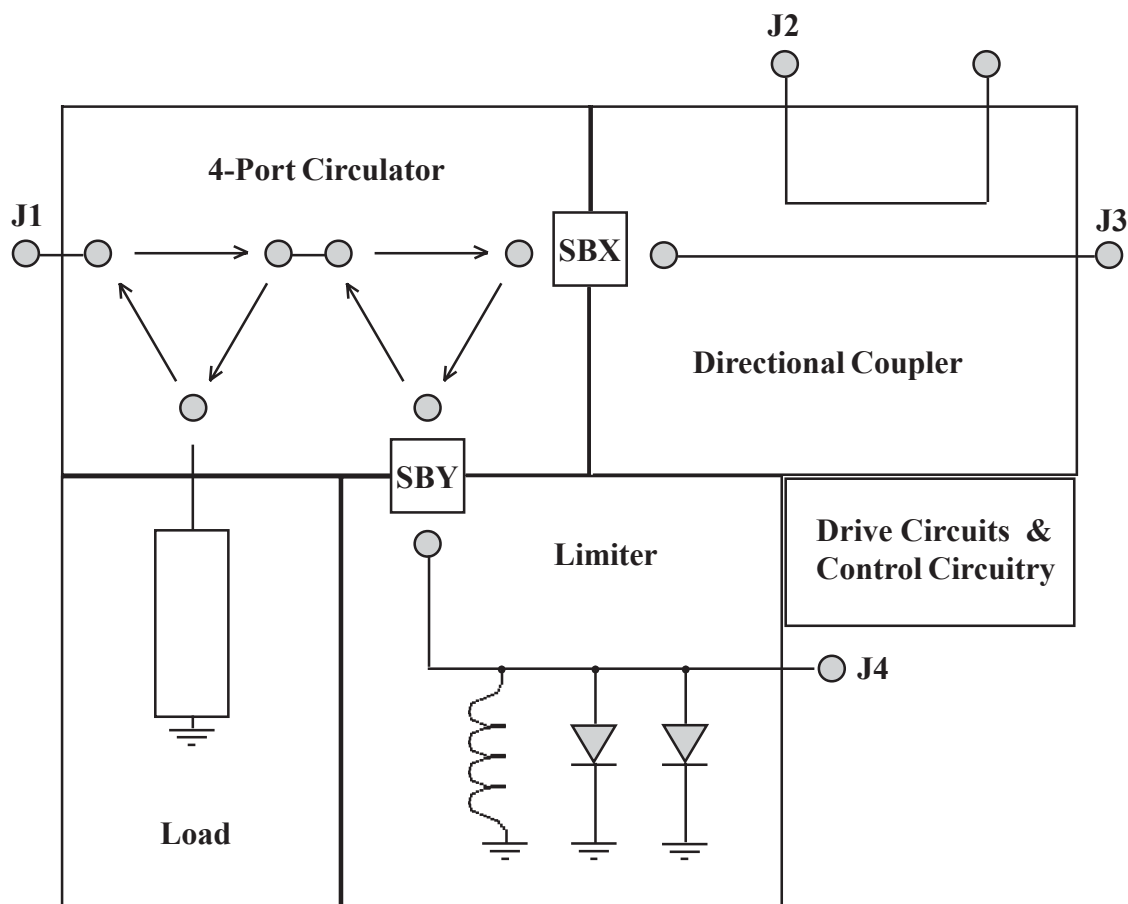 J2
4-Port Circulator
J1
SBX
J3
Directional Coupler
SBY
Drive Circuits &
Control Circuitry
Limiter
J4
Load